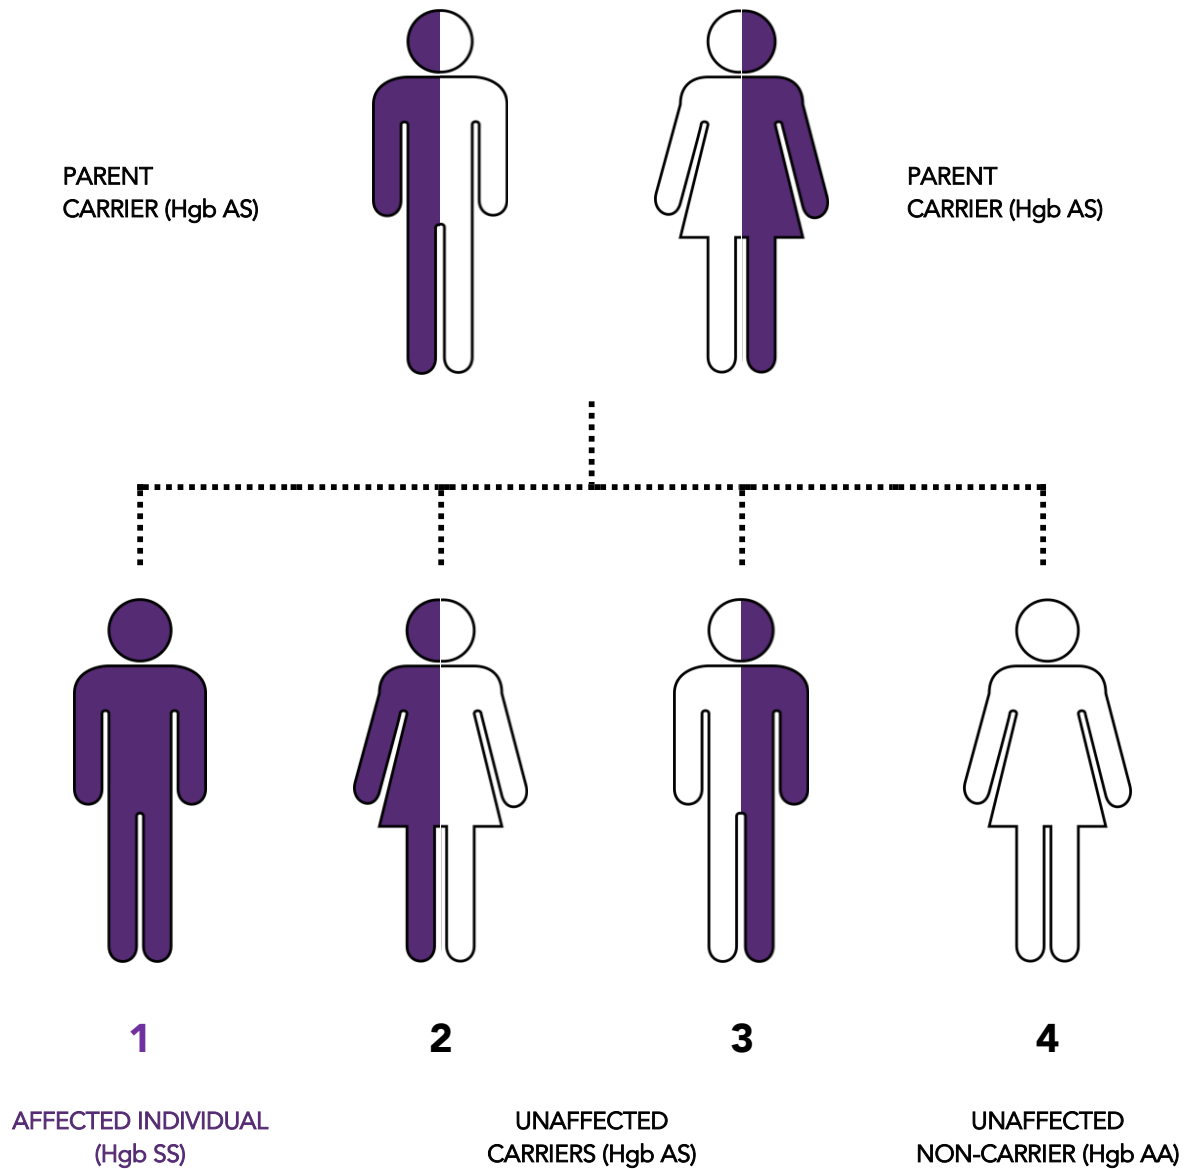 PARENT
CARRIER (Hgb AS)
PARENT
CARRIER (Hgb AS)
1
2
3
4
AFFECTED INDIVIDUAL
(Hgb SS)
UNAFFECTED
CARRIERS (Hgb AS)
UNAFFECTED
NON-CARRIER (Hgb AA)